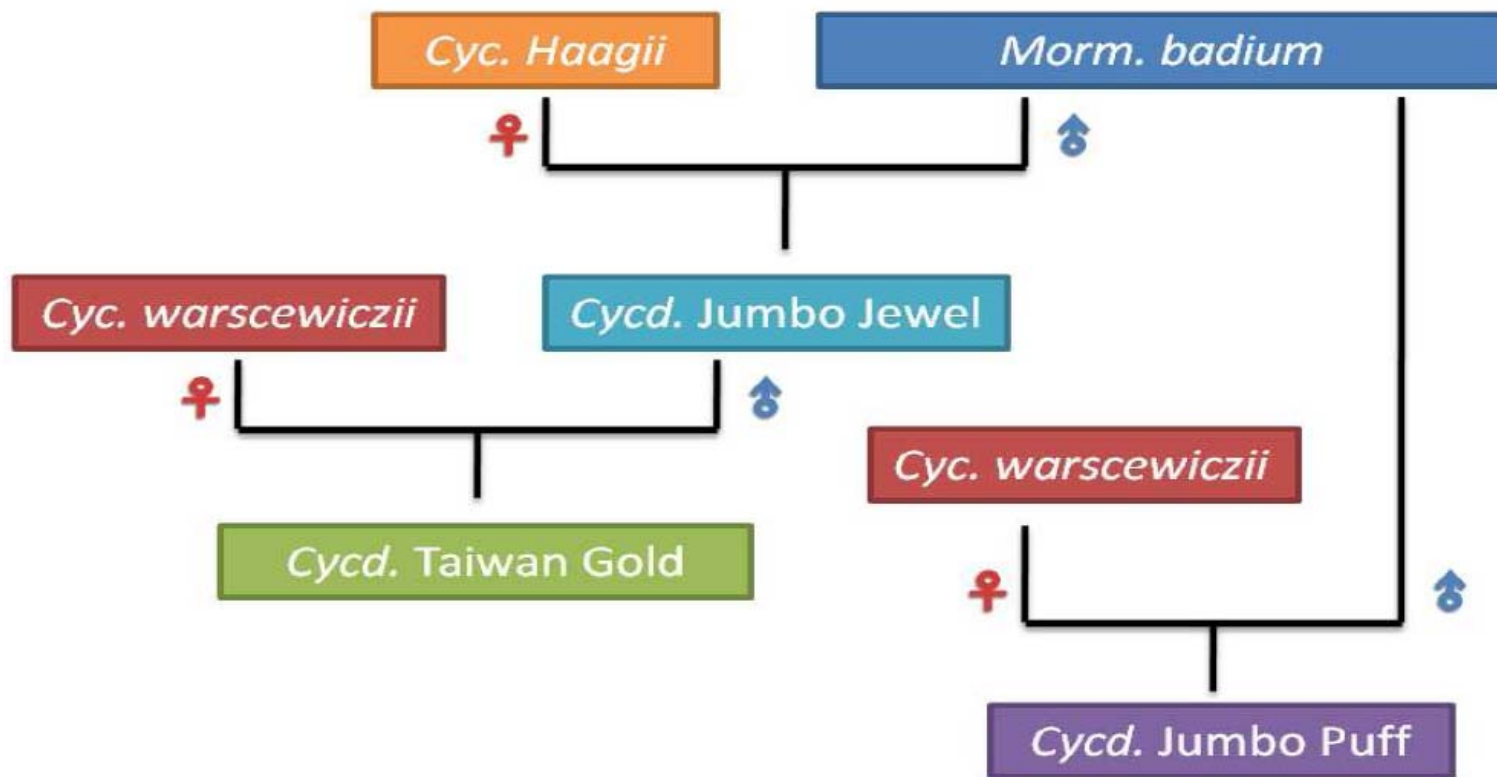 Cyc. Haagii
Morm. badium
Cyc. warscewiczii
Cycd. Jumbo Jewel
Cyc. warscewiczii
Cycd. Taiwan Gold
Cycd. Jumbo Puff